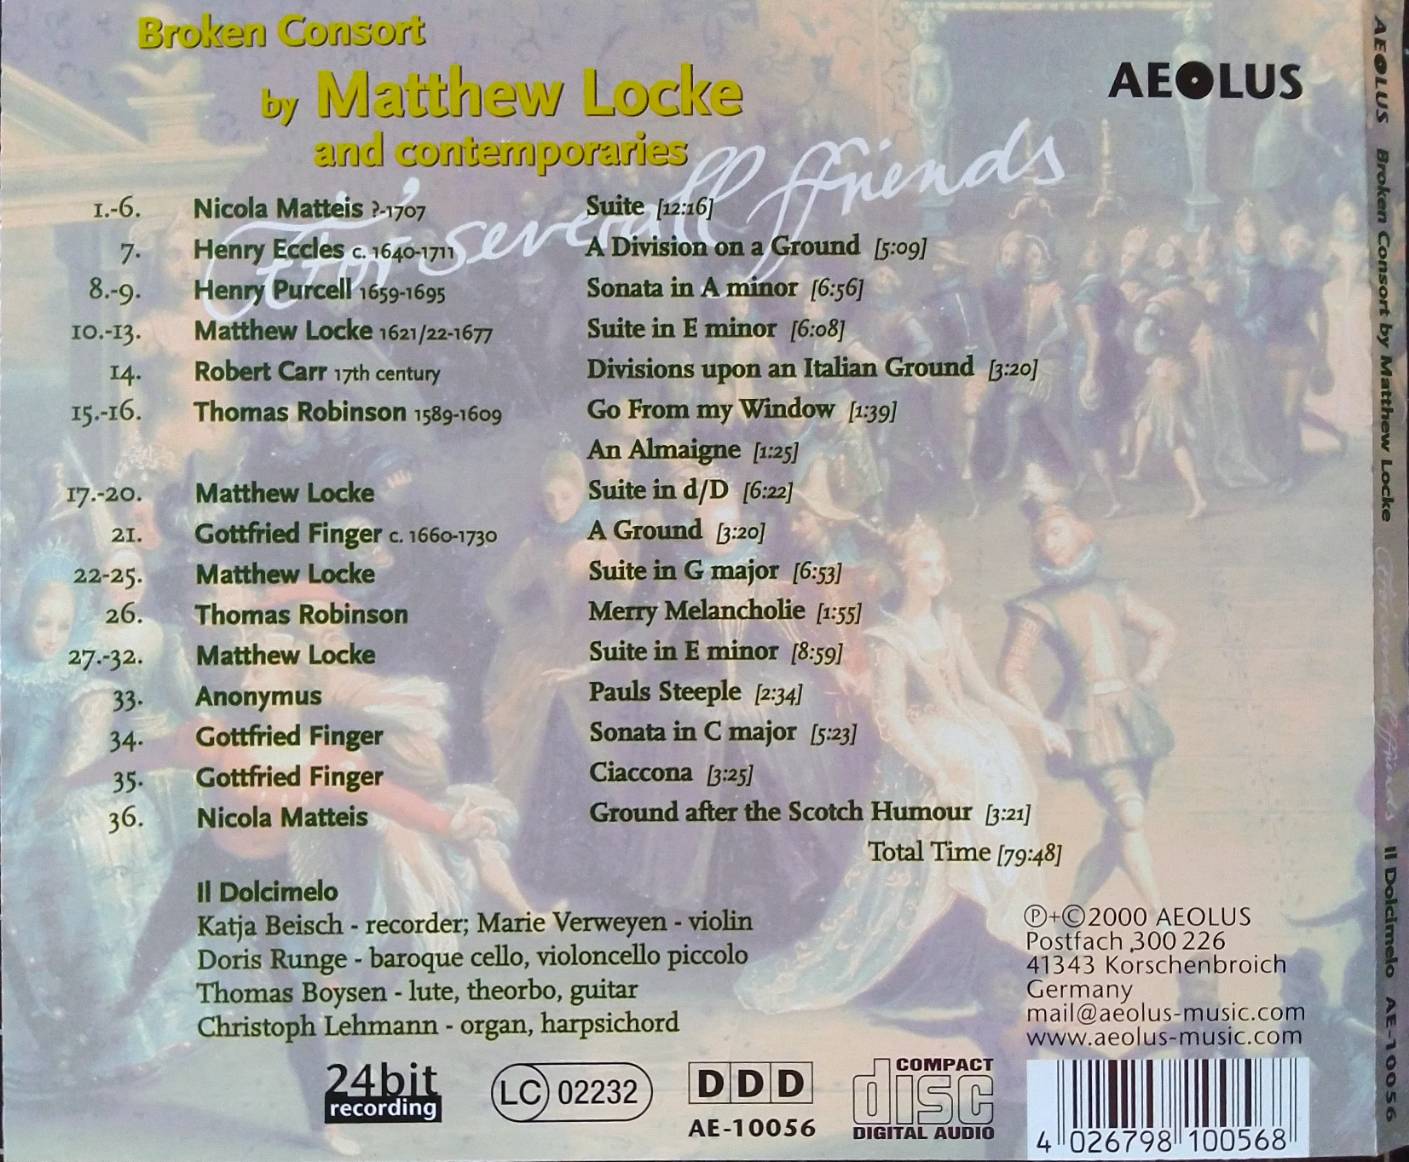 Broken Consort
by Matthew Locke
and contemporaries
AEOLUS
Ffor severall ffriends
1.-6. Nicola Matteis ?-1707 Suite [12:16]
7. Henry Eccles c. 1640-1711 A Division on a Ground [5:09]
8.-9. Henry Purcell 1659-1695 Sonata in A minor [6:56]
10.-13. Matthew Locke 1621/22-1677 Suite in E minor [6:08]
14. Robert Carr 17th century Divisions upon an Italian Ground [3:20]
15.-16. Thomas Robinson 1589-1609 Go From my Window [1:39]
An Almaigne [1:25]
17.-20. Matthew Locke Suite in d/D [6:22]
21. Gottfried Finger c. 1660-1730 A Ground [3:20]
22-25. Matthew Locke Suite in G major [6:53]
26. Thomas Robinson Merry Melancholie [1:55]
27.-32. Matthew Locke Suite in E minor [8:59]
33. Anonymus Pauls Steeple [2:34]
34. Gottfried Finger Sonata in C major [5:23]
35. Gottfried Finger Ciaccona [3:25]
36. Nicola Matteis Ground after the Scotch Humour [3:21]
Total Time [79:48]
Il Dolcimelo
Katja Beisch - recorder; Marie Verweyen - violin
Doris Runge - baroque cello, violoncello piccolo
Thomas Boysen - lute, theorbo, guitar
Christoph Lehmann - organ, harpsichord
℗+©2000 AEOLUS
Postfach 300 226
41343 Korschenbroich
Germany
mail@aeolus-music.com
www.aeolus-music.com
24bit
recording
LC 02232
DDD
AE-10056
COMPACT
disc
DIGITAL AUDIO
4 026798 100568
AEOLUS Broken Consort by Matthew Locke Ffor severall ffriends Il Dolcimelo AE-10056